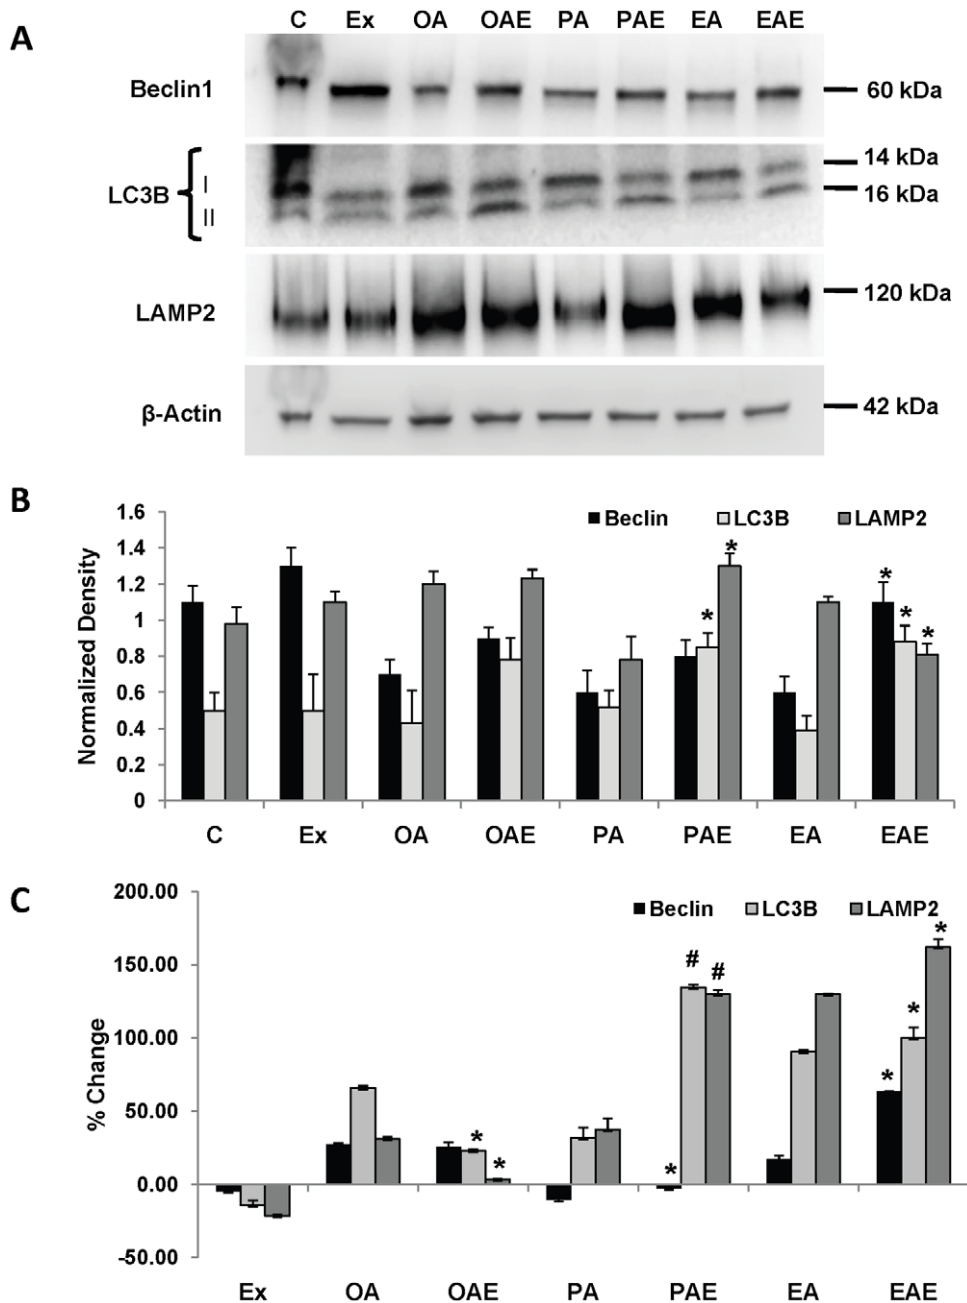 A
C Ex OA OAE PA PAE EA EAE
Beclin1
60 kDa
LC3B
I
II
14 kDa
16 kDa
LAMP2
120 kDa
β-Actin
42 kDa
B
Beclin LC3B LAMP2
Normalized Density
1.6
1.4
1.2
1
0.8
0.6
0.4
0.2
0
* * * * *
C Ex OA OAE PA PAE EA EAE
C
Beclin LC3B LAMP2
% Change
200.00
150.00
100.00
50.00
0.00
-50.00
* * * # # * * *
Ex OA OAE PA PAE EA EAE